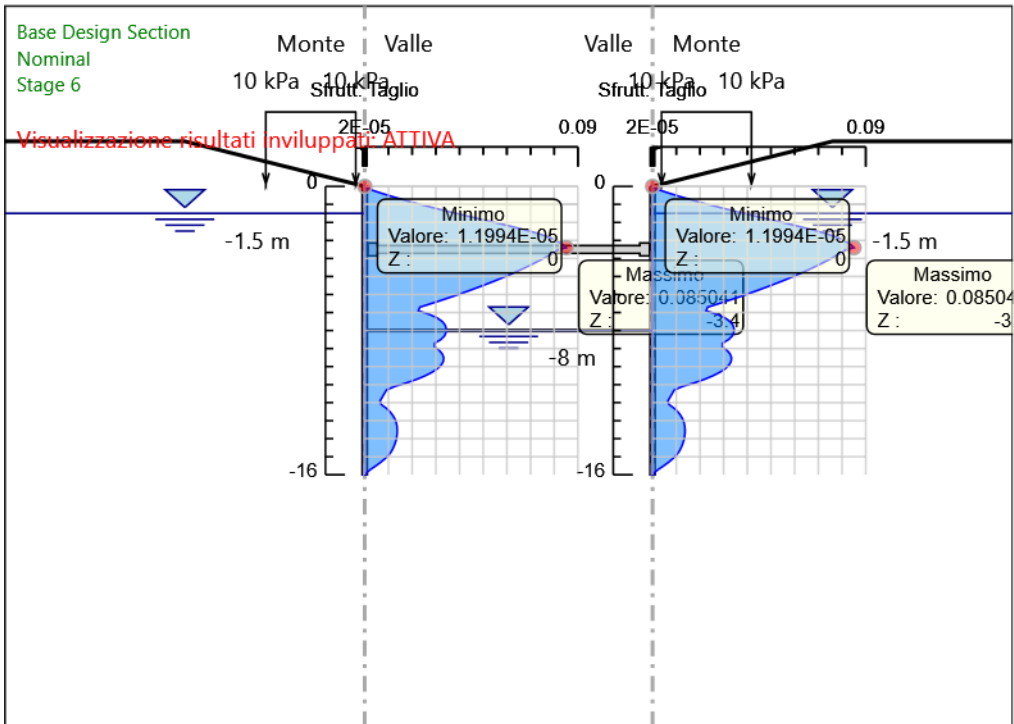 Base Design Section
Nominal
Stage 6
Monte Valle Valle Monte
10 kPa 10 kPa 10 kPa 10 kPa
Sfrutt. Taglio Sfrutt. Taglio
2E-05 0.09 2E-05 0.09
Visualizzazione risultati inviluppati: ATTIVA
0 0
Minimo Minimo
Valore: 1.1994E-05 Valore: 1.1994E-05
Z : 0 Z : 0
-1.5 m -1.5 m
Massimo Massimo
Valore: 0.085041 Valore: 0.08504
Z : -3.4 Z : -3
-8 m
-16 -16